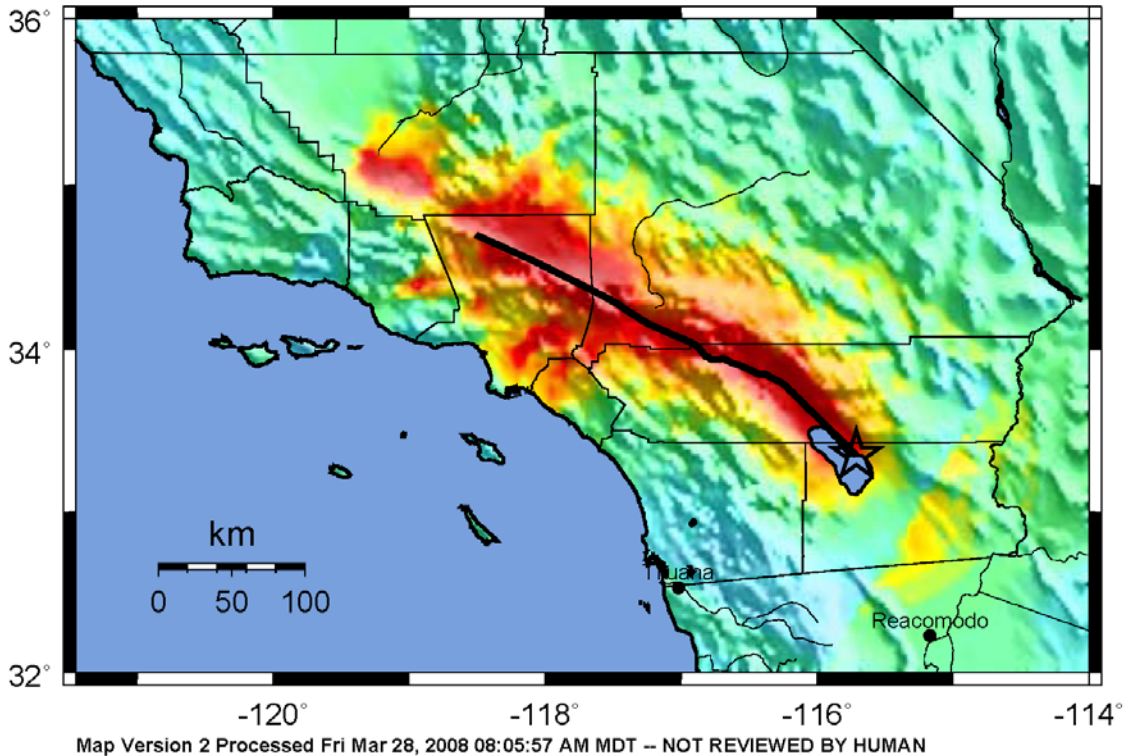 36°
34°
km
0 50 100
Tijuana
Reacomodo
32°
-120° -118° -116° -114°
Map Version 2 Processed Fri Mar 28, 2008 08:05:57 AM MDT -- NOT REVIEWED BY HUMAN